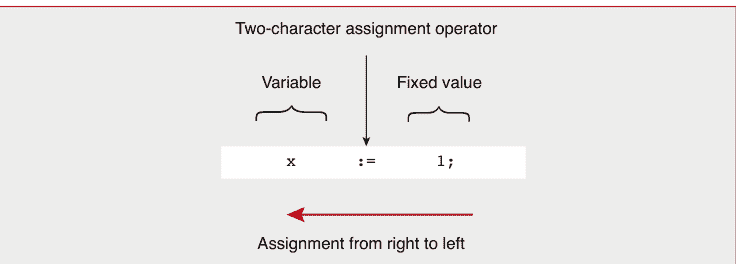 Two-character assignment operator
Variable Fixed value
x := 1;
Assignment from right to left